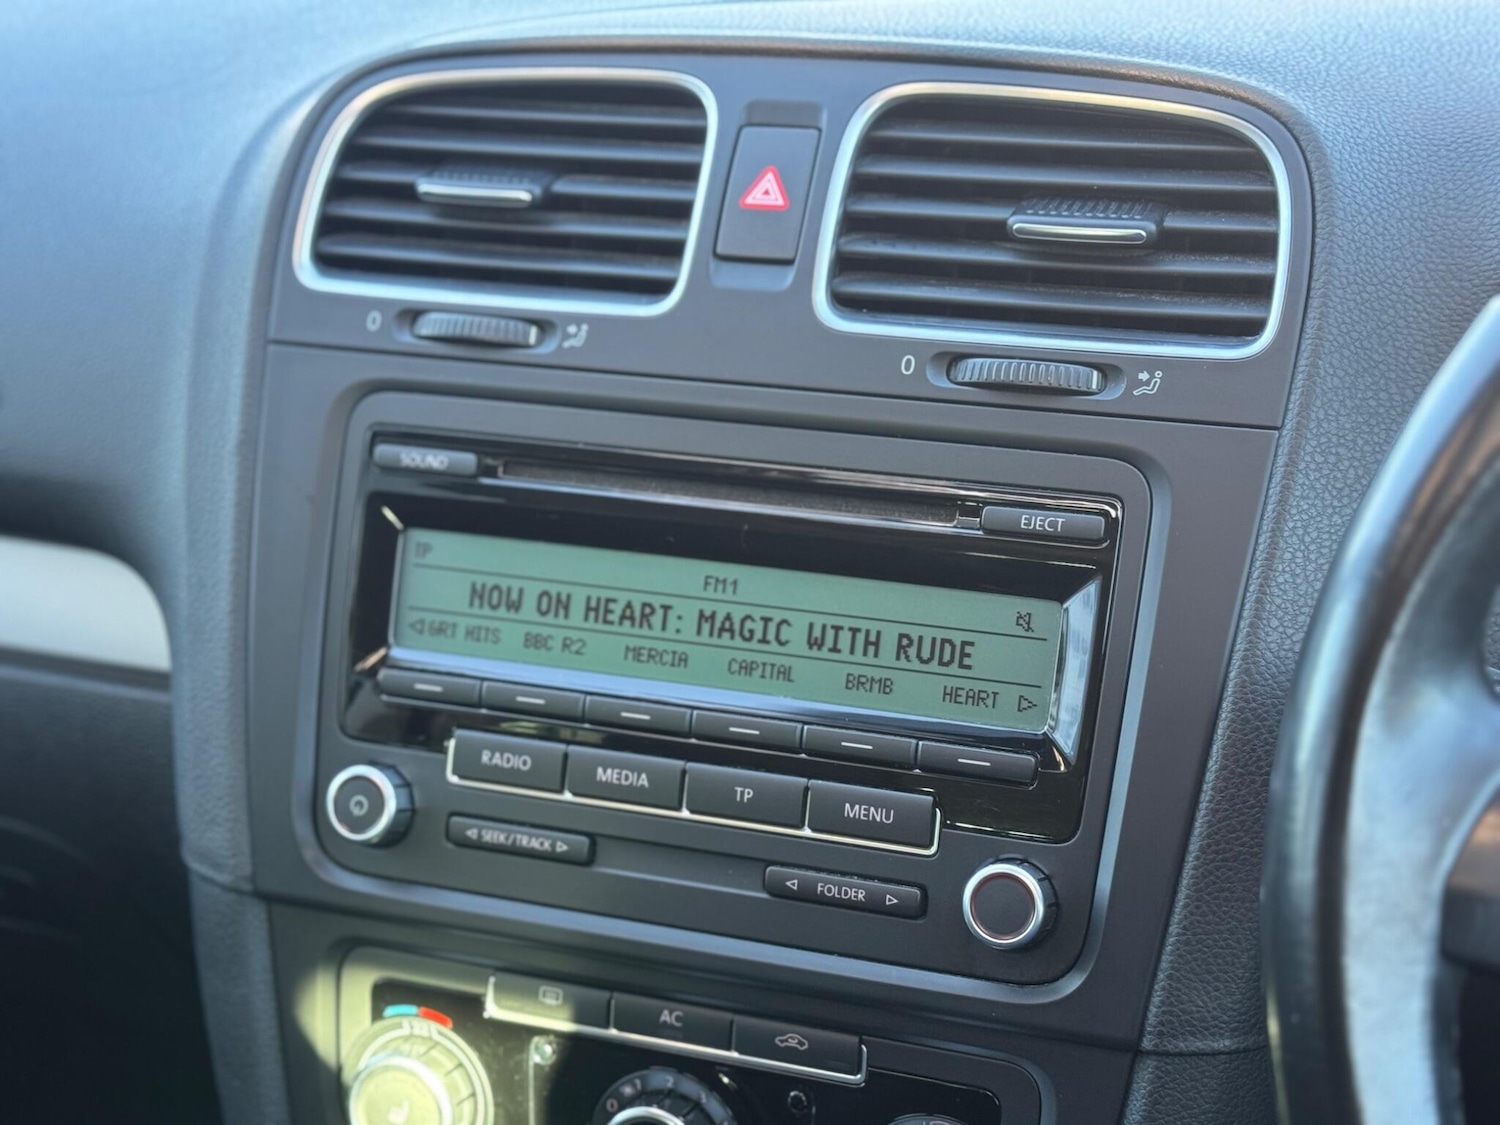 0
0
SOUND
EJECT
TP
FM1
NOW ON HEART: MAGIC WITH RUDE
GRT HITS BBC R2 MERCIA CAPITAL BRMB HEART
RADIO MEDIA TP MENU
SEEK/TRACK
FOLDER
AC
0